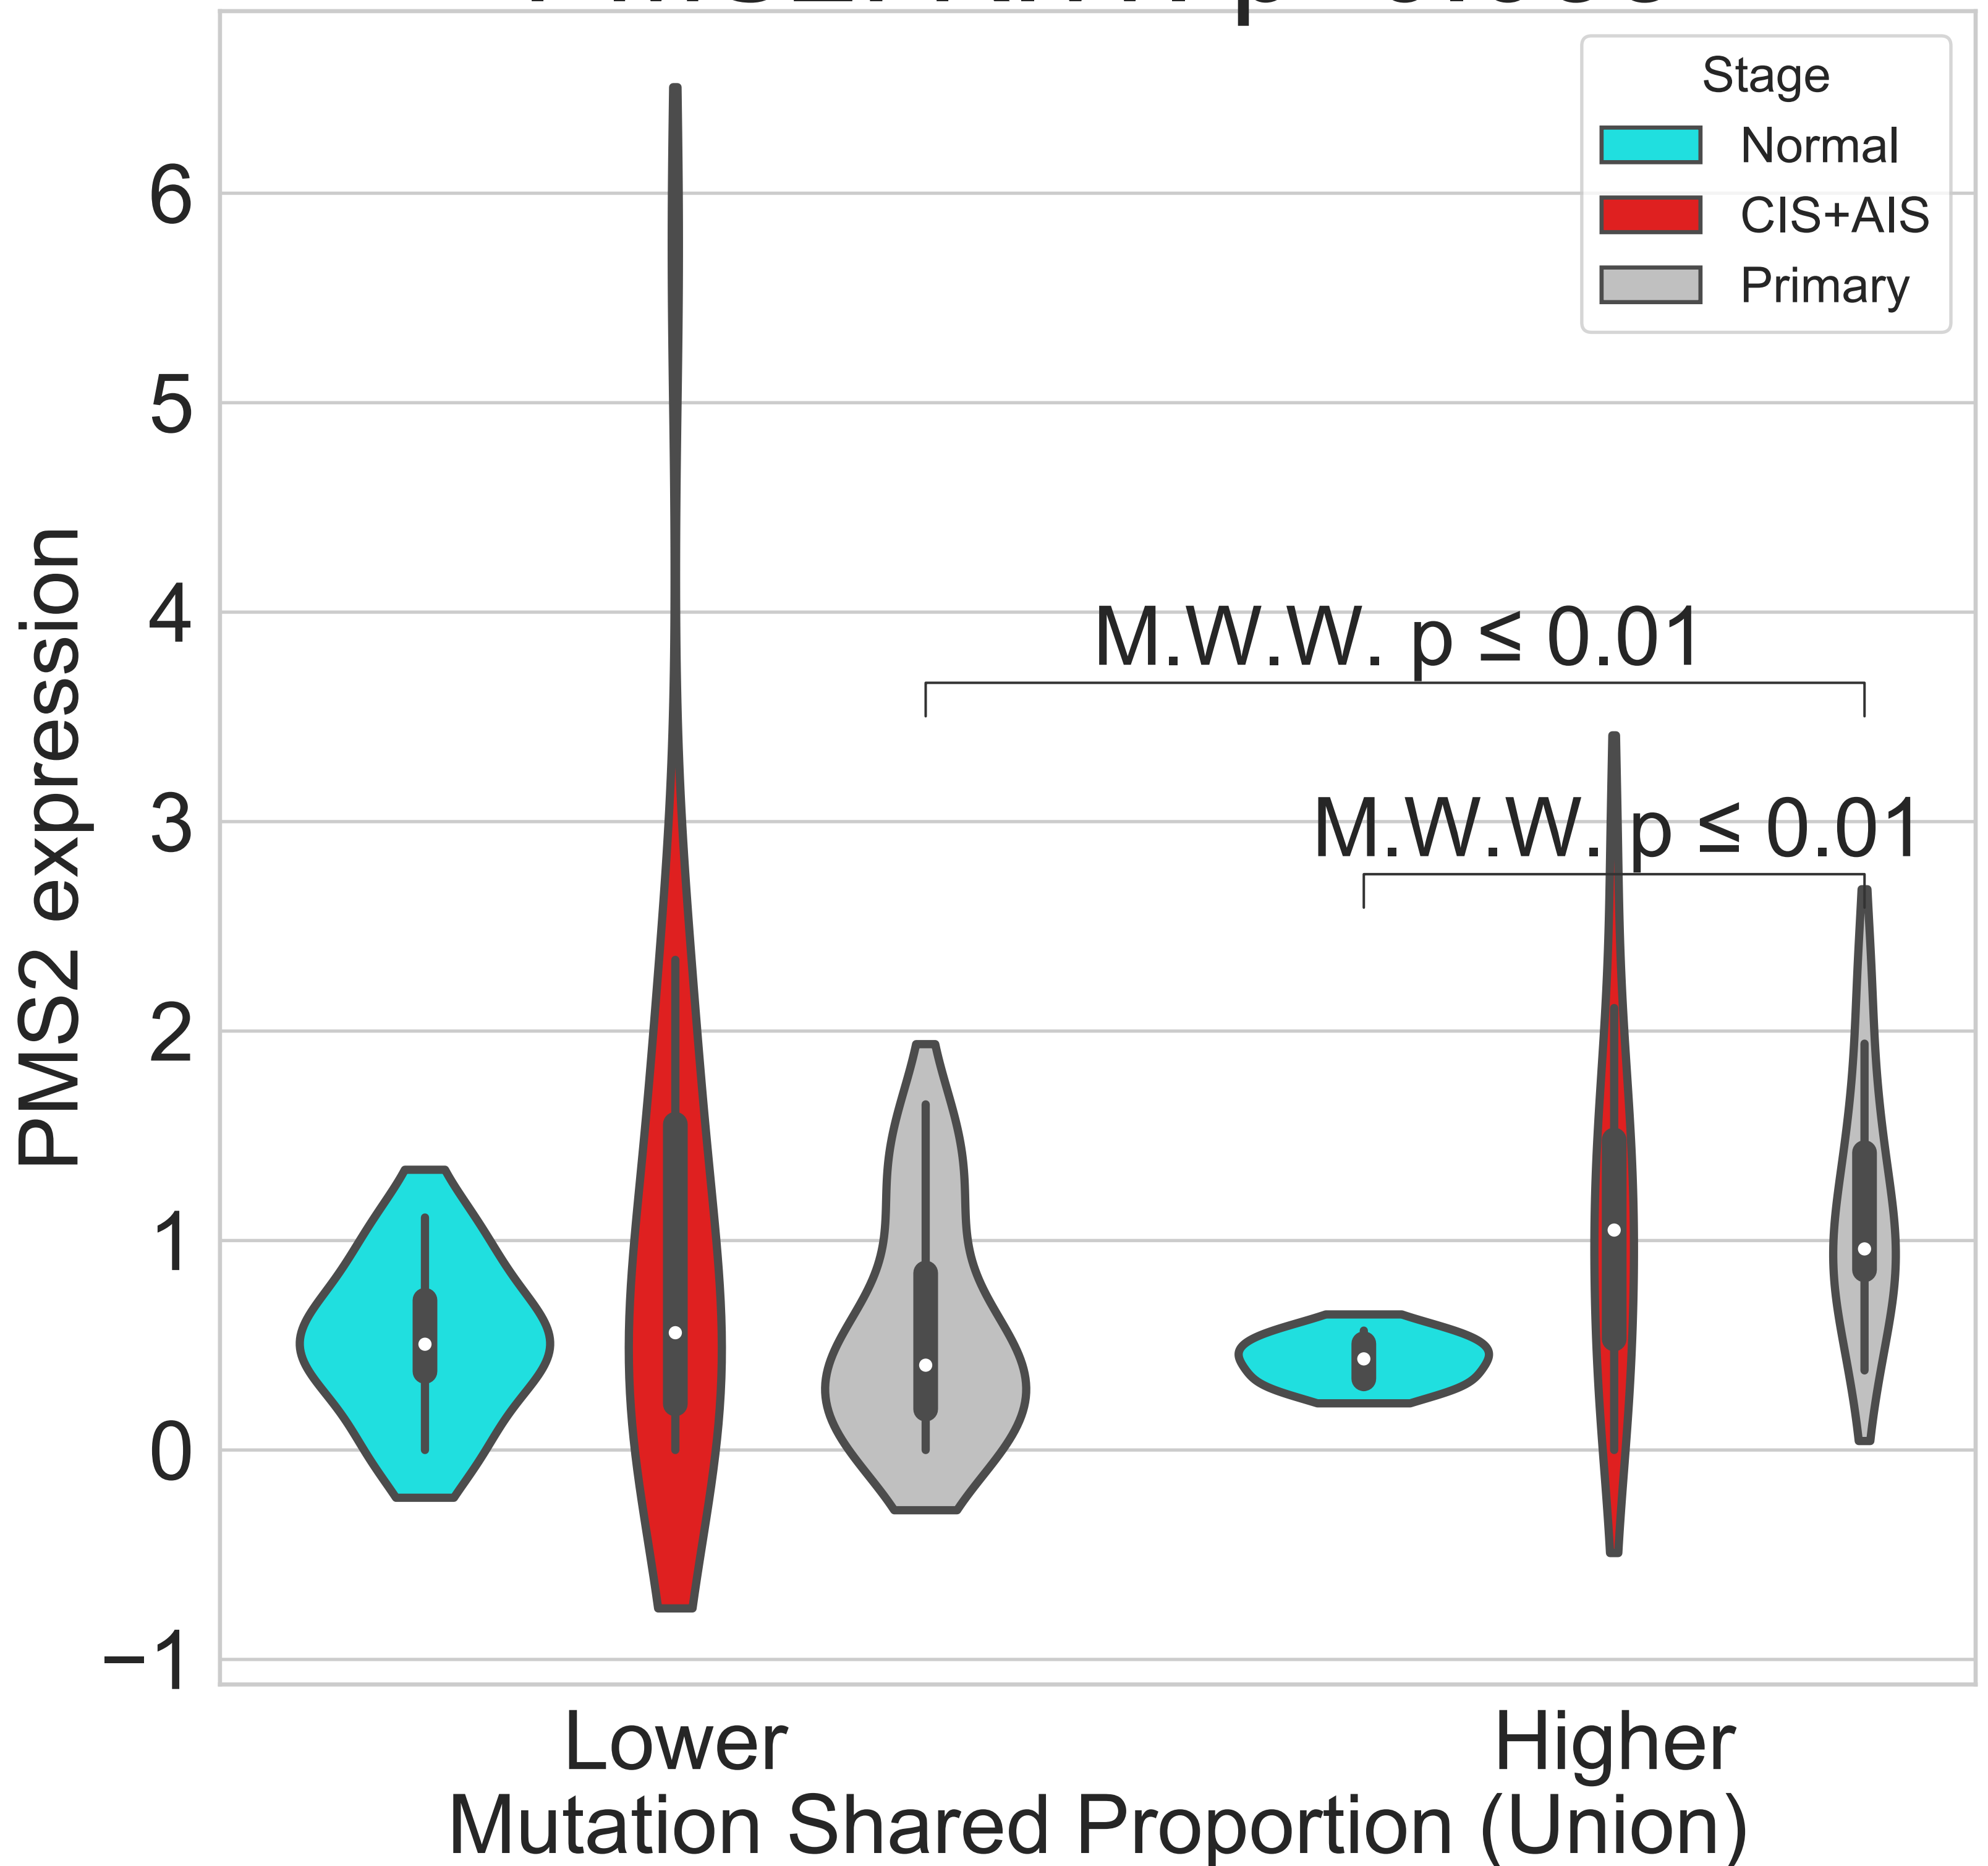 Stage
Normal
CIS+AIS
Primary
6
5
4
3
2
1
0
−1
PMS2 expression
M.W.W. p ≤ 0.01
M.W.W. p ≤ 0.01
Lower
Higher
Mutation Shared Proportion (Union)